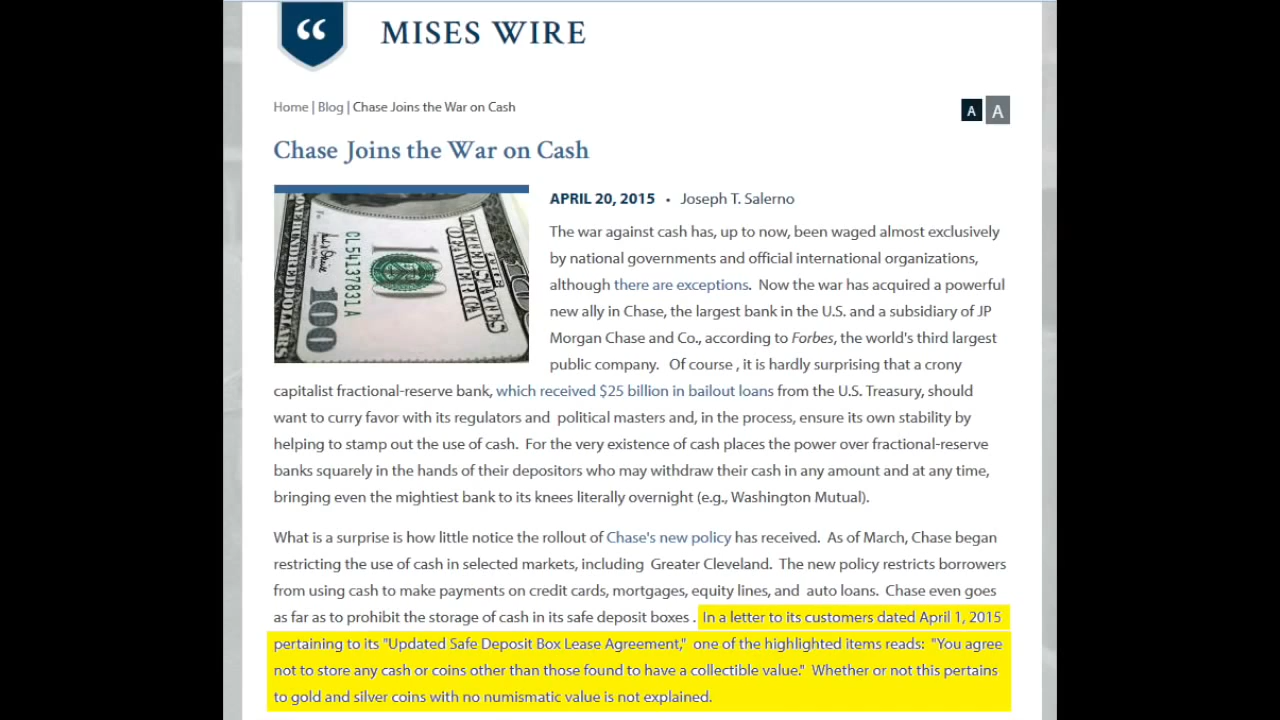 MISES WIRE
Home | Blog | Chase Joins the War on Cash
A A
Chase Joins the War on Cash
ONE HUNDRED DOLLARS
CL54137831A
100
100
APRIL 20, 2015 • Joseph T. Salerno
The war against cash has, up to now, been waged almost exclusively
by national governments and official international organizations,
although there are exceptions. Now the war has acquired a powerful
new ally in Chase, the largest bank in the U.S. and a subsidiary of JP
Morgan Chase and Co., according to Forbes, the world's third largest
public company. Of course , it is hardly surprising that a crony
capitalist fractional-reserve bank, which received $25 billion in bailout loans from the U.S. Treasury, should
want to curry favor with its regulators and political masters and, in the process, ensure its own stability by
helping to stamp out the use of cash. For the very existence of cash places the power over fractional-reserve
banks squarely in the hands of their depositors who may withdraw their cash in any amount and at any time,
bringing even the mightiest bank to its knees literally overnight (e.g., Washington Mutual).
What is a surprise is how little notice the rollout of Chase's new policy has received. As of March, Chase began
restricting the use of cash in selected markets, including Greater Cleveland. The new policy restricts borrowers
from using cash to make payments on credit cards, mortgages, equity lines, and auto loans. Chase even goes
as far as to prohibit the storage of cash in its safe deposit boxes . In a letter to its customers dated April 1, 2015
pertaining to its "Updated Safe Deposit Box Lease Agreement," one of the highlighted items reads: "You agree
not to store any cash or coins other than those found to have a collectible value." Whether or not this pertains
to gold and silver coins with no numismatic value is not explained.